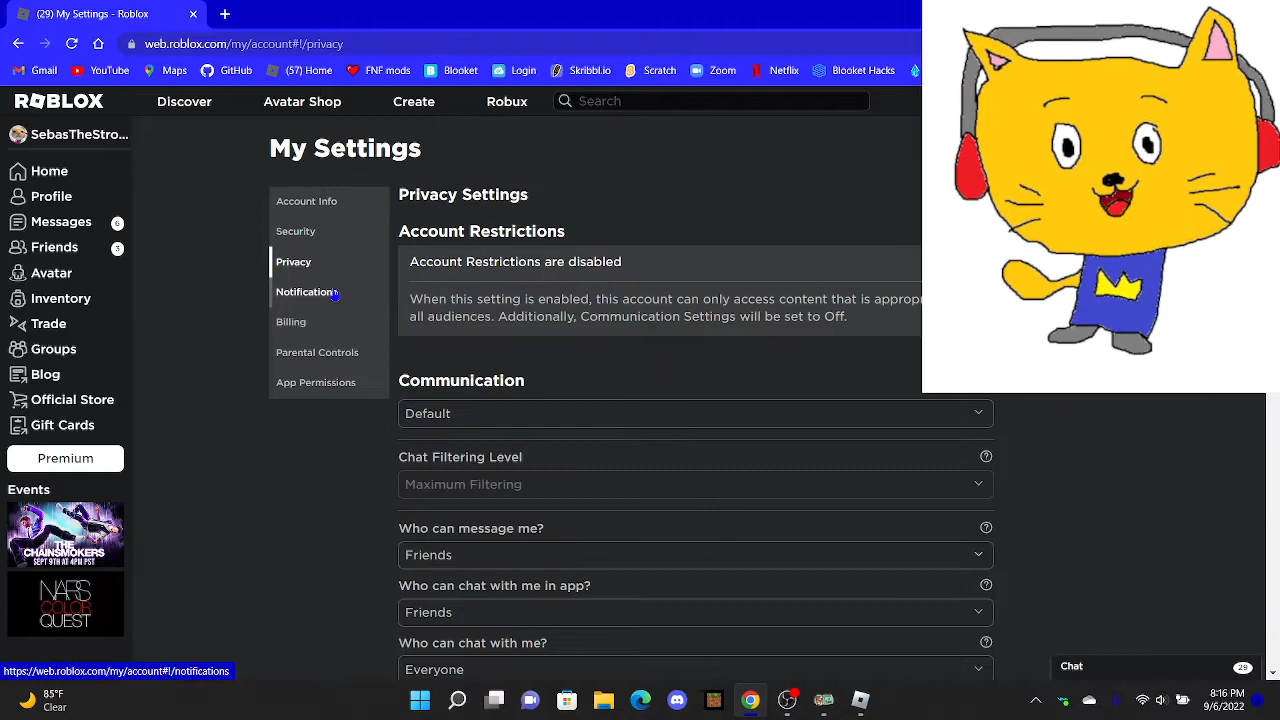 (29) My Settings - Roblox
web.roblox.com/my/account#!/privacy
Gmail YouTube Maps GitHub 57/ Home FNF mods Blooket Zoo in Skribbl.io Scratch Zoom Netflix Blooket Hacks
ROBLOX Discover Avatar Shop Create Robux Search
SebasTheStro...
Home
Profile
Messages 6
Friends 3
Avatar
Inventory
Trade
Groups
Blog
Official Store
Gift Cards
Premium
Events
THE
CHAINSMOKERS
SEPT 9TH AT 4PM PST
NARS
COLOR
QUEST
My Settings
Account Info
Security
Privacy
Notifications
Billing
Parental Controls
App Permissions
Privacy Settings
Account Restrictions
Account Restrictions are disabled
his setting is enabled, this account can only access content that is approp
all audiences. Additionally, Communication Settings will be set to Off.
Communication
Default
Chat Filtering Level
Maximum Filtering
Who can message me?
Friends
Who can chat with me in app?
Friends
Who can chat with me?
Everyone
Chat 29
https://web.roblox.com/my/account#!/notifications
85°F
Clear
8:16 PM
9/6/2022